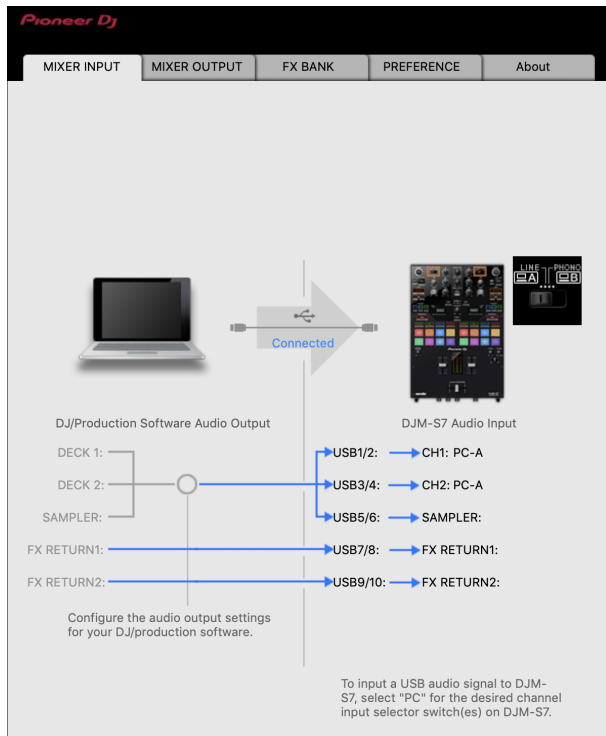 Pioneer Dj
MIXER INPUT
MIXER OUTPUT
FX BANK
PREFERENCE
About
LINE
PHONO
A
B
Connected
DJ/Production Software Audio Output
DJM-S7 Audio Input
DECK 1:
USB1/2:
CH1: PC-A
DECK 2:
USB3/4:
CH2: PC-A
SAMPLER:
USB5/6:
SAMPLER:
FX RETURN1:
USB7/8:
FX RETURN1:
FX RETURN2:
USB9/10:
FX RETURN2:
Configure the audio output settings
for your DJ/production software.
To input a USB audio signal to DJM-
S7, select "PC" for the desired channel
input selector switch(es) on DJM-S7.